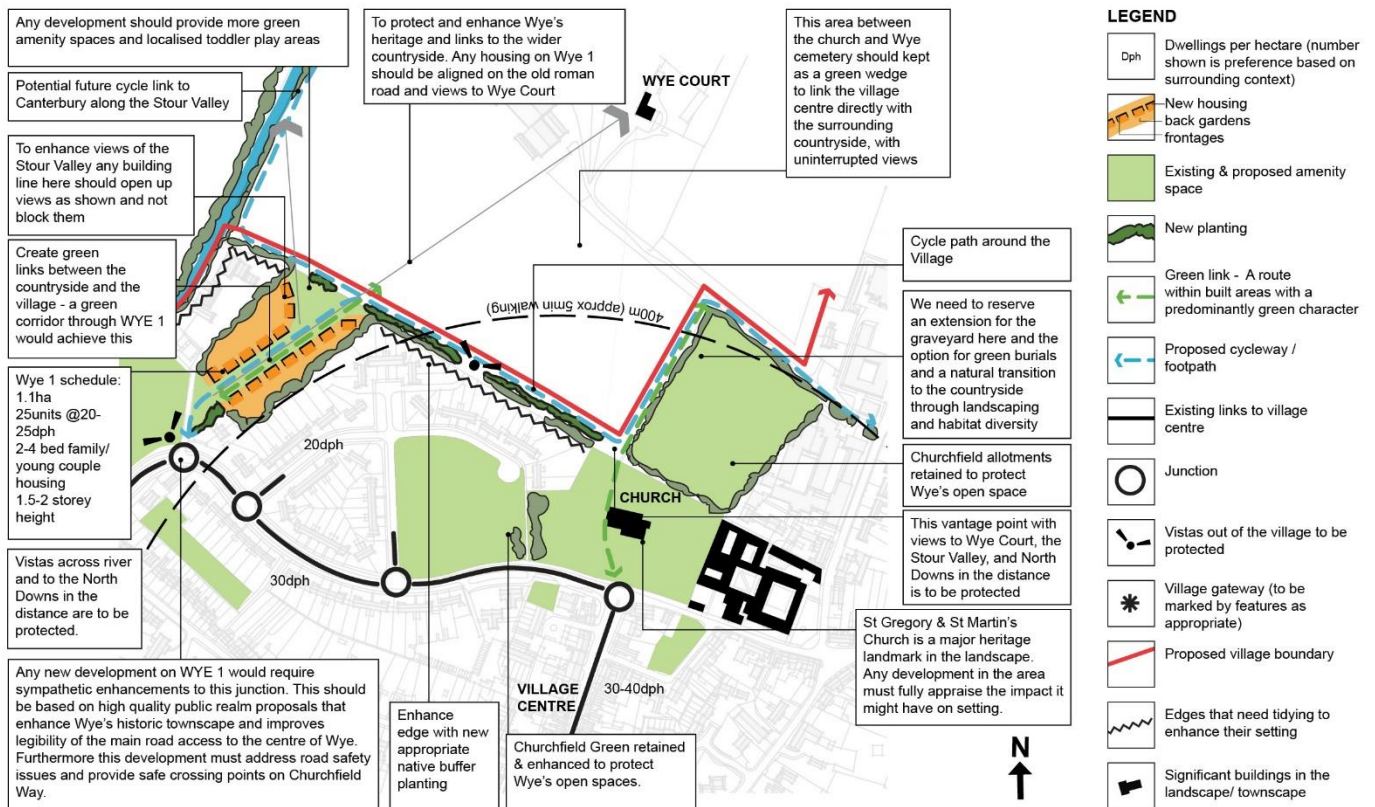 Any development should provide more green
amenity spaces and localised toddler play areas
Potential future cycle link to
Canterbury along the Stour Valley
To enhance views of the
Stour Valley any building
line here should open up
views as shown and not
block them
Create green
links between the
countryside and the
village - a green
corridor through WYE 1
would achieve this
Wye 1 schedule:
1.1ha
25units @20-
25dph
2-4 bed family/
young couple
housing
1.5-2 storey
height
Vistas across river
and to the North
Downs in the
distance are to be
protected.
Any new development on WYE 1 would require
sympathetic enhancements to this junction. This should
be based on high quality public realm proposals that
enhance Wye's historic townscape and improves
legibility of the main road access to the centre of Wye.
Furthermore this development must address road safety
issues and provide safe crossing points on Churchfield
Way.
To protect and enhance Wye's
heritage and links to the wider
countryside. Any housing on Wye 1
should be aligned on the old roman
road and views to Wye Court
WYE COURT
This area between
the church and Wye
cemetery should kept
as a green wedge
to link the village
centre directly with
the surrounding
countryside, with
uninterrupted views
400m (approx 5min walking)
20dph
30dph
CHURCH
VILLAGE
CENTRE
30-40dph
Enhance
edge with new
appropriate
native buffer
planting
Churchfield Green retained
& enhanced to protect
Wye's open spaces.
Cycle path around the
Village
We need to reserve
an extension for the
graveyard here and the
option for green burials
and a natural transition
to the countryside
through landscaping
and habitat diversity
Churchfield allotments
retained to protect
Wye's open space
This vantage point with
views to Wye Court, the
Stour Valley, and North
Downs in the distance
is to be protected
St Gregory & St Martin's
Church is a major heritage
landmark in the landscape.
Any development in the area
must fully appraise the impact it
might have on setting.
N
LEGEND
Dph
Dwellings per hectare (number
shown is preference based on
surrounding context)
New housing
back gardens
frontages
Existing & proposed amenity
space
New planting
Green link - A route
within built areas with a
predominantly green character
Proposed cycleway /
footpath
Existing links to village
centre
Junction
Vistas out of the village to be
protected
Village gateway (to be
marked by features as
appropriate)
Proposed village boundary
Edges that need tidying to
enhance their setting
Significant buildings in the
landscape/ townscape